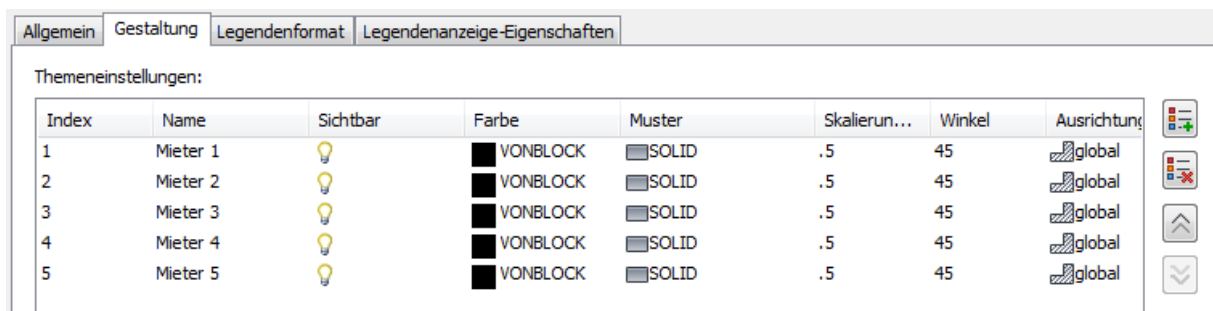 Allgemein Gestaltung Legendenformat Legendenanzeige-Eigenschaften
Themeneinstellungen:
Index Name Sichtbar Farbe Muster Skalierun... Winkel Ausrichtung
1 Mieter 1 VONBLOCK SOLID .5 45 global
2 Mieter 2 VONBLOCK SOLID .5 45 global
3 Mieter 3 VONBLOCK SOLID .5 45 global
4 Mieter 4 VONBLOCK SOLID .5 45 global
5 Mieter 5 VONBLOCK SOLID .5 45 global